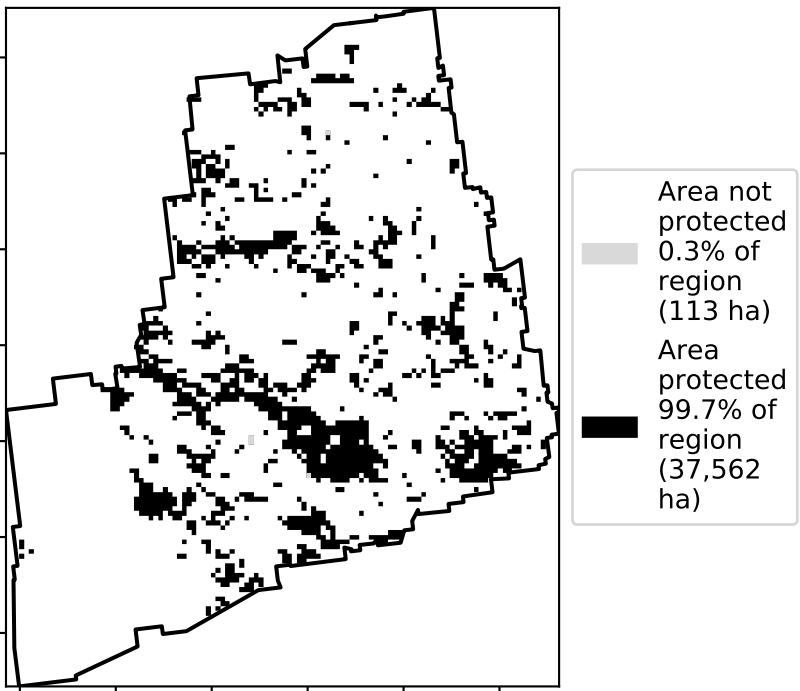 Area not
protected
0.3% of
region
(113 ha)
Area
protected
99.7% of
region
(37,562
ha)